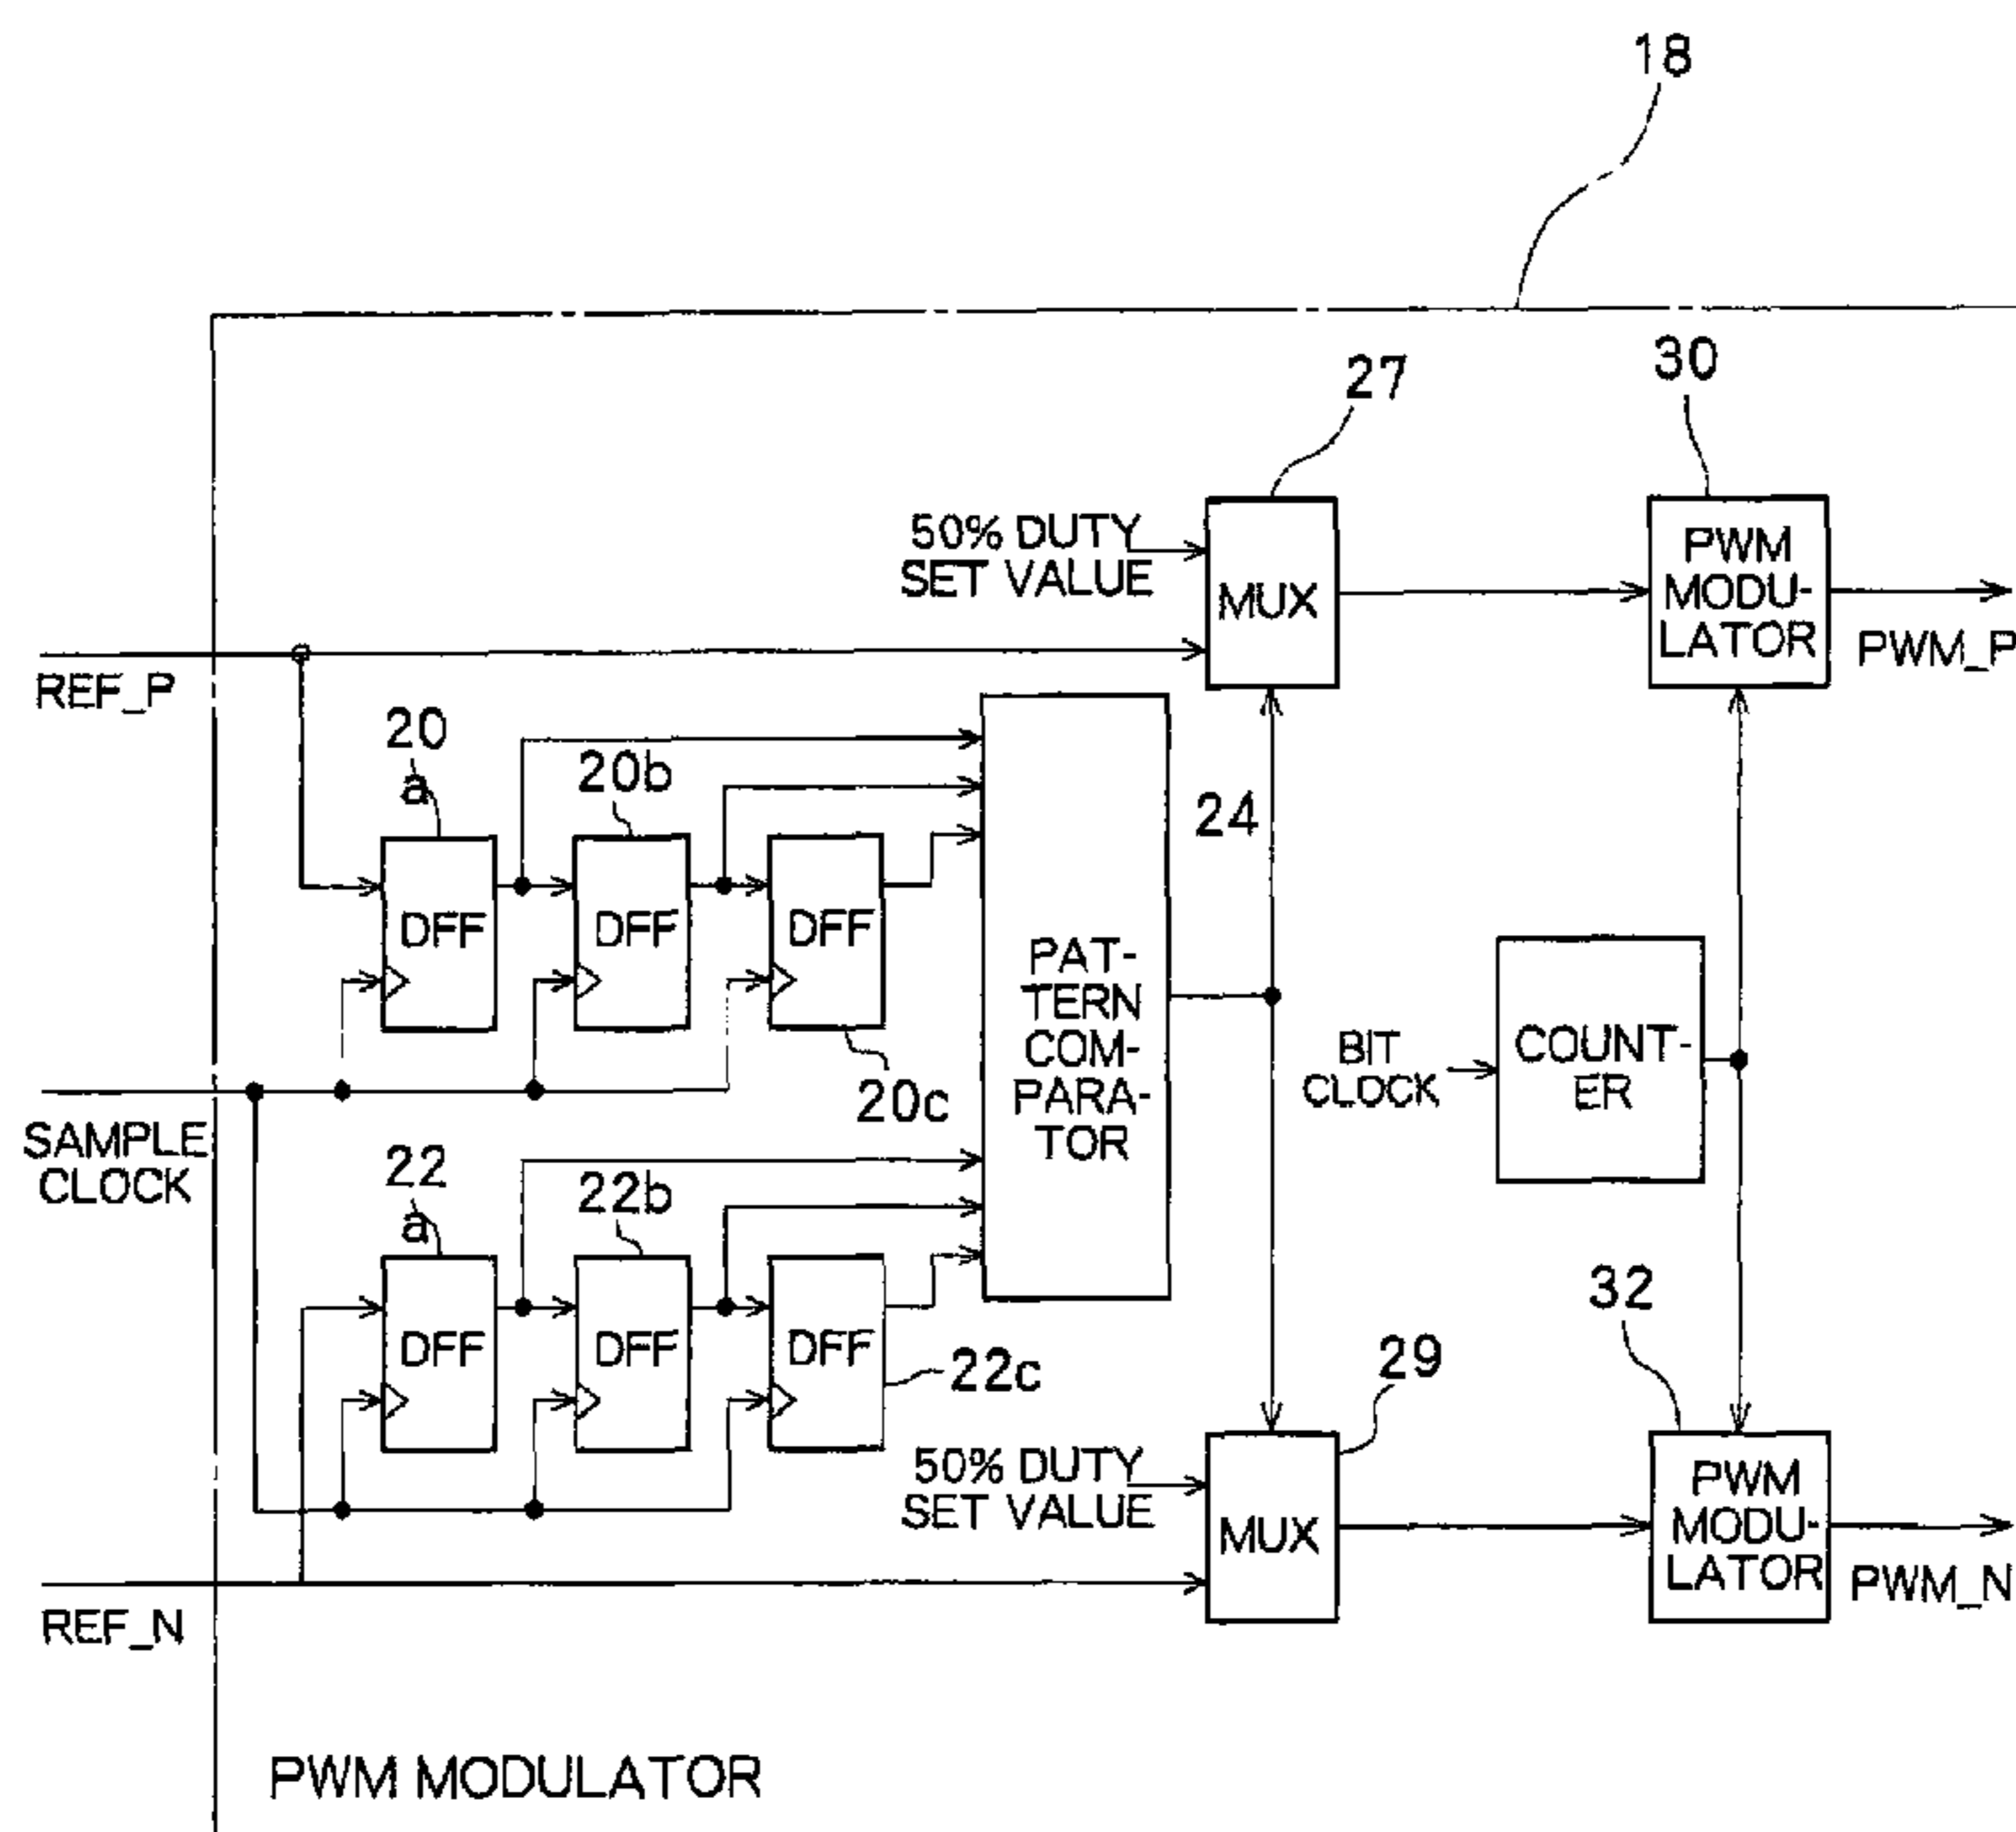 18
27
30
50% DUTY
SET VALUE
MUX
PWM
MODU-
LATOR
PWM_P
REF_P
20
a
20b
24
DFF
DFF
DFF
20c
PAT-
TERN
COM-
PARA-
TOR
BIT
CLOCK
COUNT-
ER
SAMPLE
CLOCK
22
a
22b
DFF
DFF
DFF
22c
29
32
50% DUTY
SET VALUE
MUX
PWM
MODU-
LATOR
PWM_N
REF_N
PWM MODULATOR